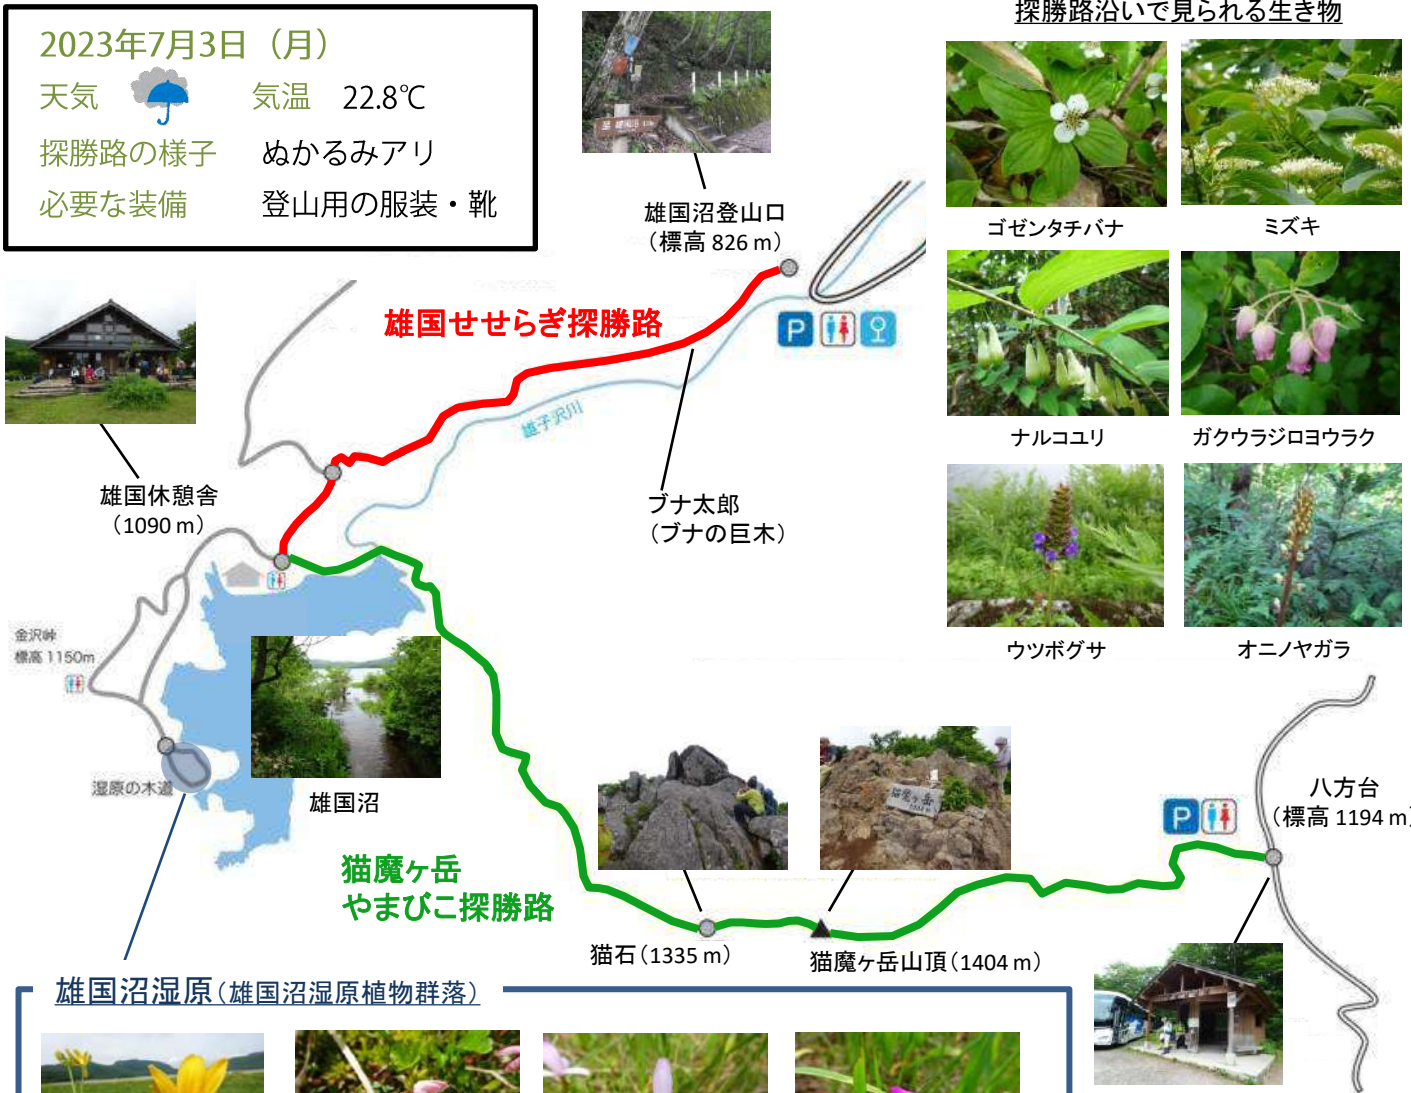 2023年7月3日（月）
天気 気温 22.8℃
探勝路の様子 ぬかるみアリ
必要な装備 登山用の服装・靴
探勝路沿いで見られる生き物
ゴゼンタチバナ
ミズキ
ナルコユリ
ガクウラジロヨウラク
ウツボグサ
オニノヤガラ
雄国沼登山口
（標高 826 m）
雄国せせらぎ探勝路
P
雄子沢川
雄国休憩舎
（1090 m）
ブナ太郎
（ブナの巨木）
金沢峠
標高 1150m
湿原の木道
雄国沼
猫魔ヶ岳
やまびこ探勝路
猫魔ヶ岳
猫石（1335 m）
猫魔ヶ岳山頂（1404 m）
P
八方台
（標高 1194 m）
雄国沼湿原（雄国沼湿原植物群落）